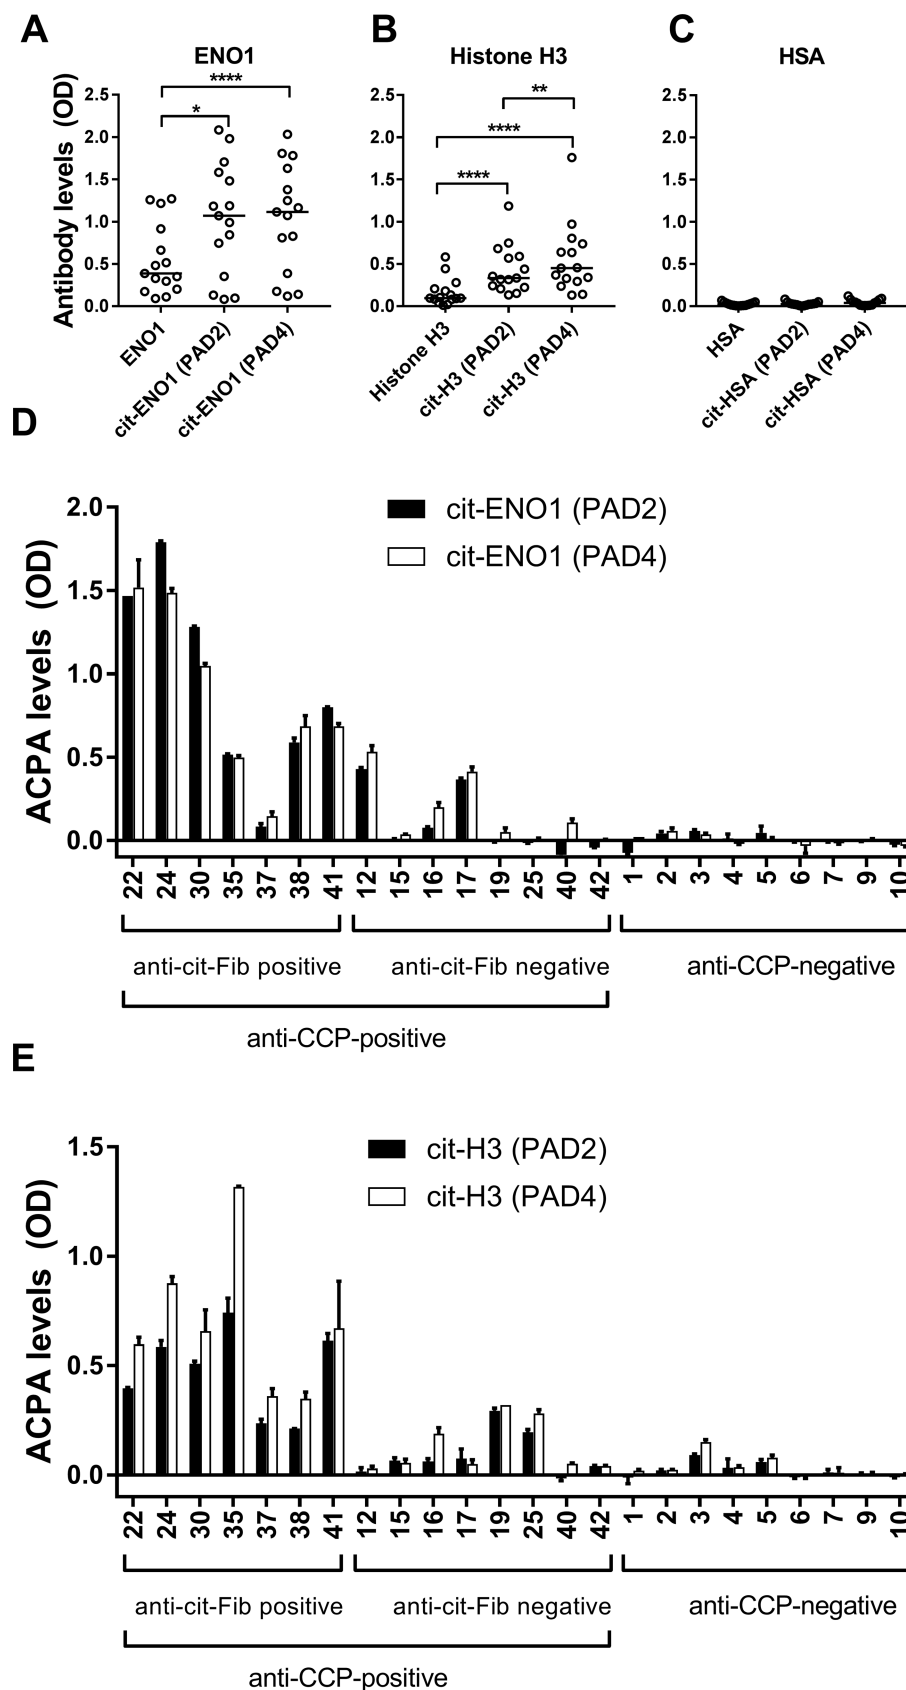 A
B
C
ENO1
Histone H3
HSA
Antibody levels (OD)
2.5
2.0
1.5
1.0
0.5
0.0
****
*
ENO1
cit-ENO1 (PAD2)
cit-ENO1 (PAD4)
2.5
2.0
1.5
1.0
0.5
0.0
**
****
****
Histone H3
cit-H3 (PAD2)
cit-H3 (PAD4)
2.5
2.0
1.5
1.0
0.5
0.0
HSA
cit-HSA (PAD2)
cit-HSA (PAD4)
D
ACPA levels (OD)
2.0
1.5
1.0
0.5
0.0
cit-ENO1 (PAD2)
cit-ENO1 (PAD4)
22 24 30 35 37 38 41 12 15 16 17 19 25 40 42 1 2 3 4 5 6 7 9 10
anti-cit-Fib positive anti-cit-Fib negative anti-CCP-negative
anti-CCP-positive
E
ACPA levels (OD)
1.5
1.0
0.5
0.0
cit-H3 (PAD2)
cit-H3 (PAD4)
22 24 30 35 37 38 41 12 15 16 17 19 25 40 42 1 2 3 4 5 6 7 9 10
anti-cit-Fib positive anti-cit-Fib negative anti-CCP-negative
anti-CCP-positive